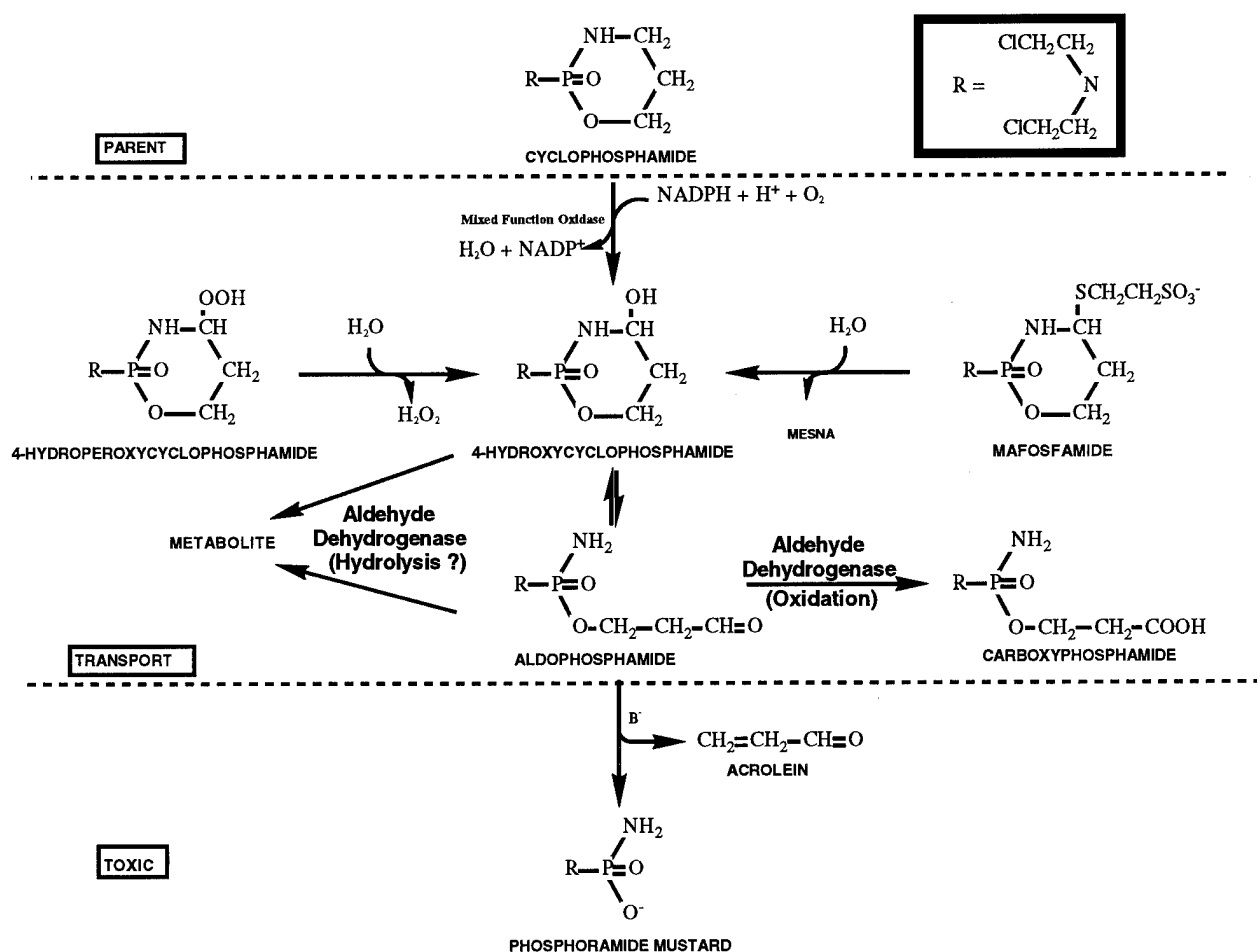 NH—CH₂
R—P=O
CH₂
O—CH₂
CYCLOPHOSPHAMIDE
R =
ClCH₂CH₂
N
ClCH₂CH₂
PARENT
NADPH + H⁺ + O₂
Mixed Function Oxidase
H₂O + NADP⁺
OOH
NH—CH
R—P=O
CH₂
O—CH₂
4-HYDROPEROXYCYCLOPHOSPHAMIDE
H₂O
H₂O₂
OH
NH—CH
R—P=O
CH₂
O—CH₂
4-HYDROXYCYCLOPHOSPHAMIDE
H₂O
MESNA
SCH₂CH₂SO₃⁻
NH—CH
R—P=O
CH₂
O—CH₂
MAFOSFAMIDE
METABOLITE
Aldehyde
Dehydrogenase
(Hydrolysis ?)
NH₂
R—P=O
O—CH₂—CH₂—CH=O
ALDOPHOSPHAMIDE
Aldehyde
Dehydrogenase
(Oxidation)
NH₂
R—P=O
O—CH₂—CH₂—COOH
CARBOXYPHOSPHAMIDE
TRANSPORT
B⁻
CH₂=CH₂—CH=O
ACROLEIN
TOXIC
NH₂
R—P=O
O⁻
PHOSPHORAMIDE MUSTARD